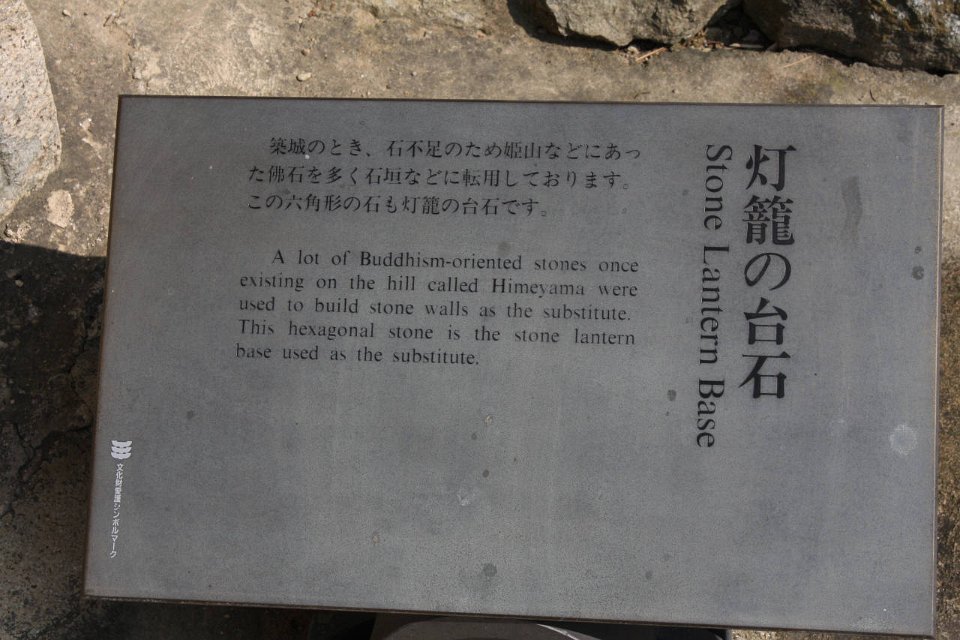 灯籠の台石
Stone Lantern Base
築城のとき、石不足のため姫山などにあっ
た佛石を多く石垣などに転用しております。
この六角形の石も灯籠の台石です。
A lot of Buddhism-oriented stones once
existing on the hill called Himeyama were
used to build stone walls as the substitute.
This hexagonal stone is the stone lantern
base used as the substitute.
文化財愛護シンボルマーク